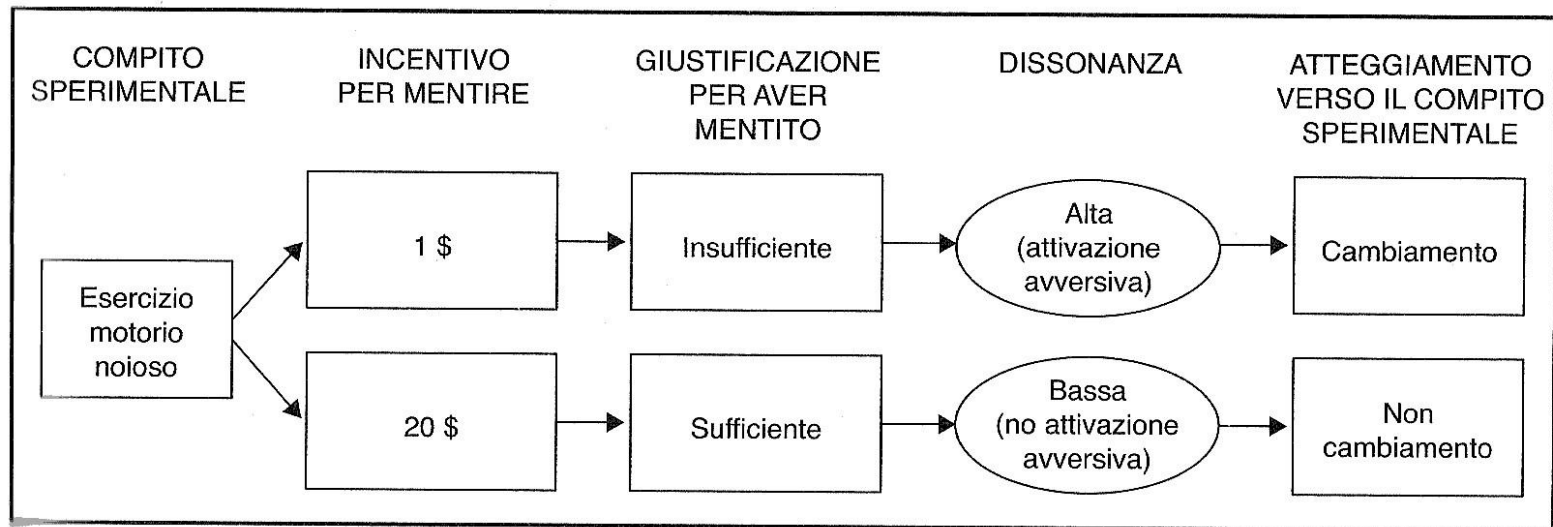 COMPITO
SPERIMENTALE
INCENTIVO
PER MENTIRE
GIUSTIFICAZIONE
PER AVER
MENTITO
DISSONANZA
ATTEGGIAMENTO
VERSO IL COMPITO
SPERIMENTALE
Esercizio
motorio
noioso
1 $
Insufficiente
Alta
(attivazione
avversiva)
Cambiamento
20 $
Sufficiente
Bassa
(no attivazione
avversiva)
Non
cambiamento